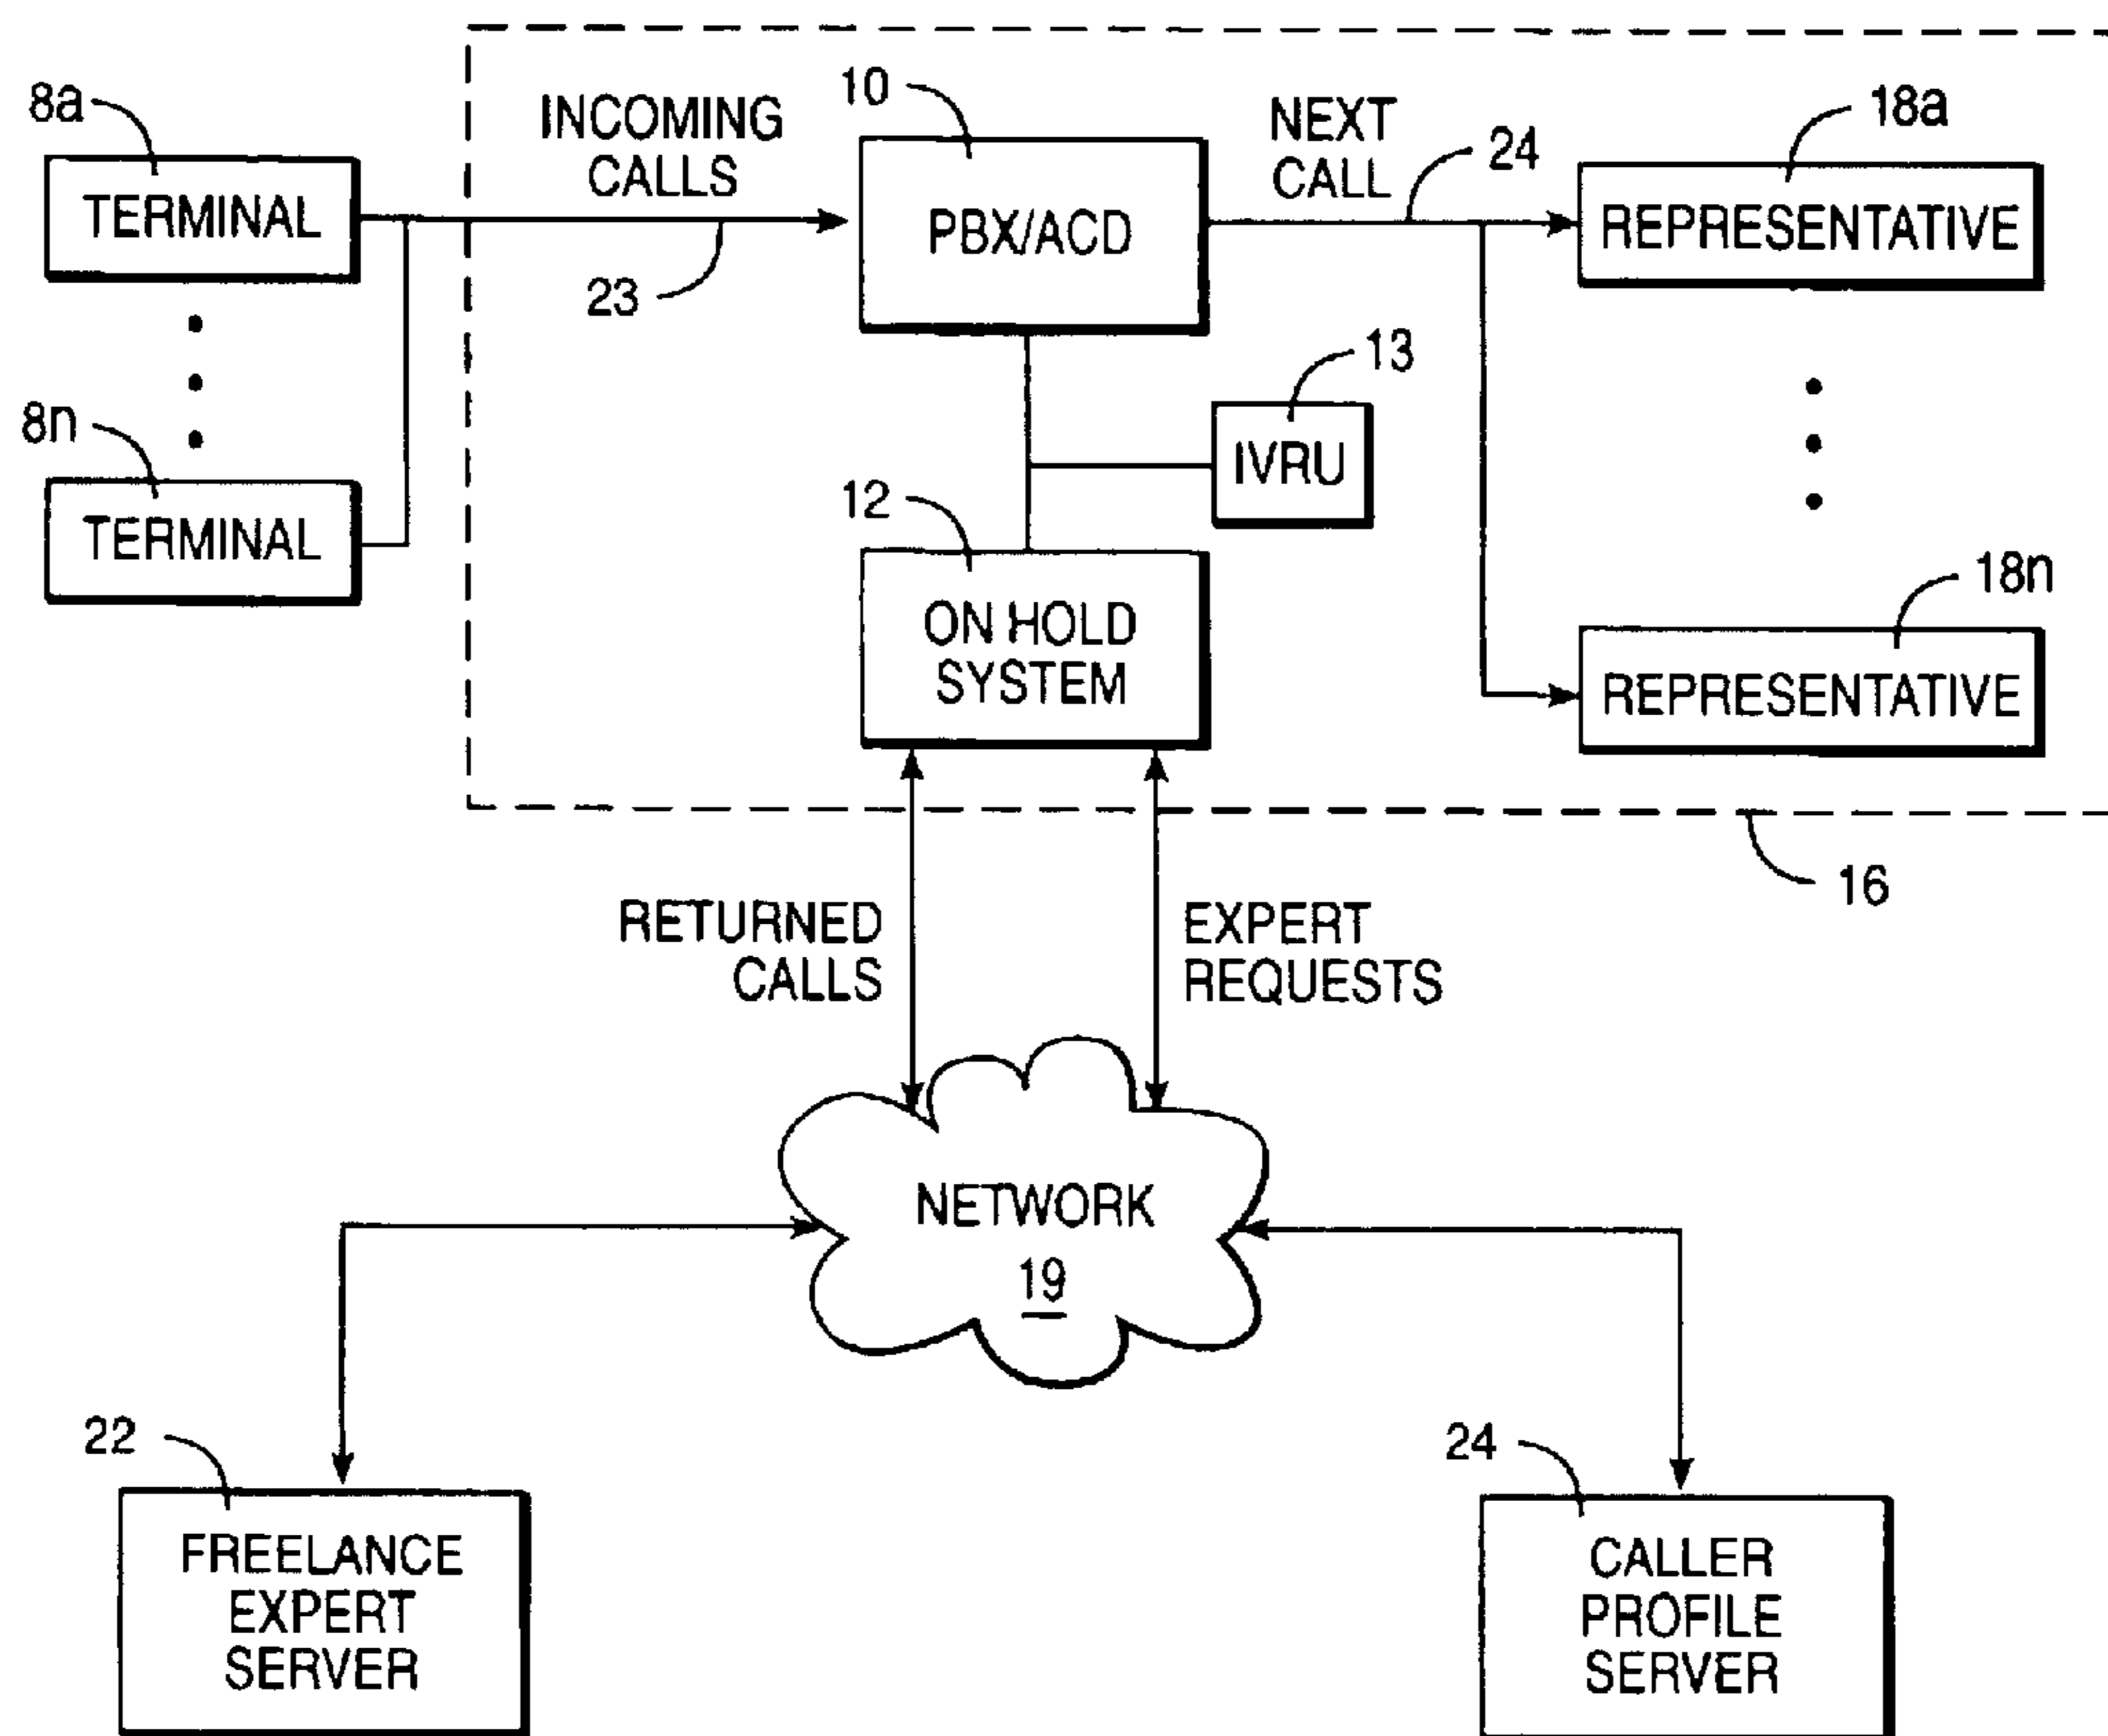 8a
TERMINAL
8n
TERMINAL
INCOMING
CALLS
23
10
PBX/ACD
NEXT
CALL
24
18a
REPRESENTATIVE
13
IVRU
12
ON HOLD
SYSTEM
18n
REPRESENTATIVE
16
RETURNED
CALLS
EXPERT
REQUESTS
NETWORK
19
22
FREELANCE
EXPERT
SERVER
24
CALLER
PROFILE
SERVER